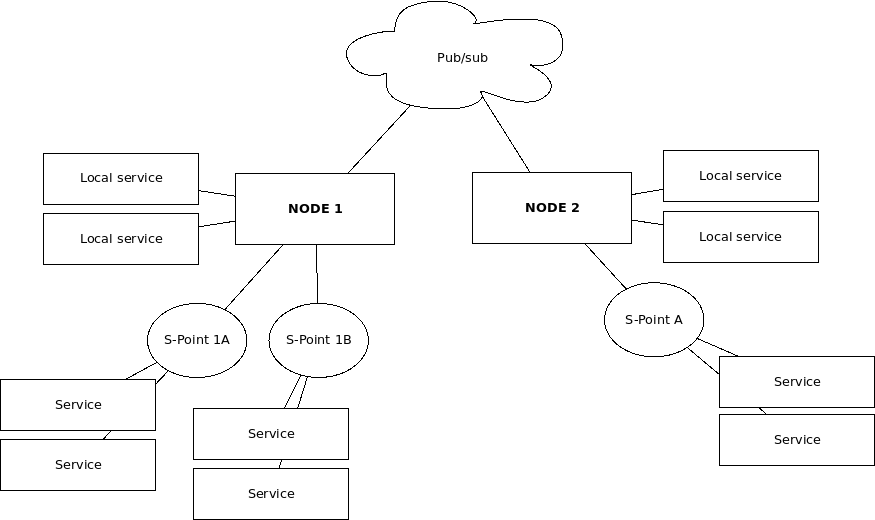 Pub/sub
Local service
NODE 1
Local service
NODE 2
Local service
Local service
S-Point 1A
S-Point 1B
S-Point A
Service
Service
Service
Service
Service
Service